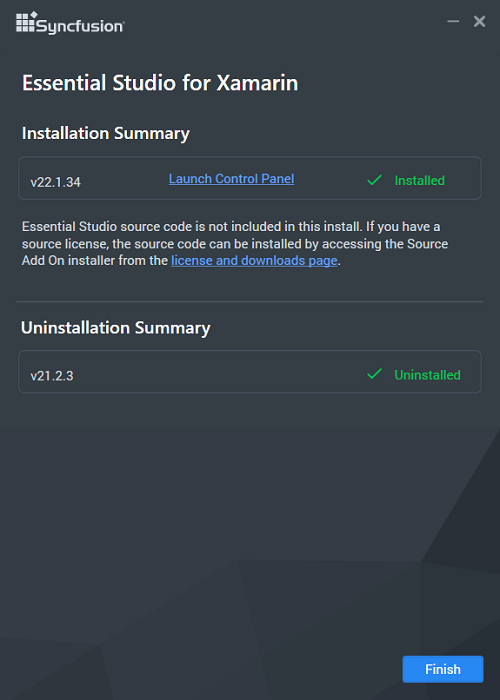 Syncfusion
Essential Studio for Xamarin
Installation Summary
v22.1.34 Launch Control Panel Installed
Essential Studio source code is not included in this install. If you have a
source license, the source code can be installed by accessing the Source
Add On installer from the license and downloads page.
Uninstallation Summary
v21.2.3 Uninstalled
Finish